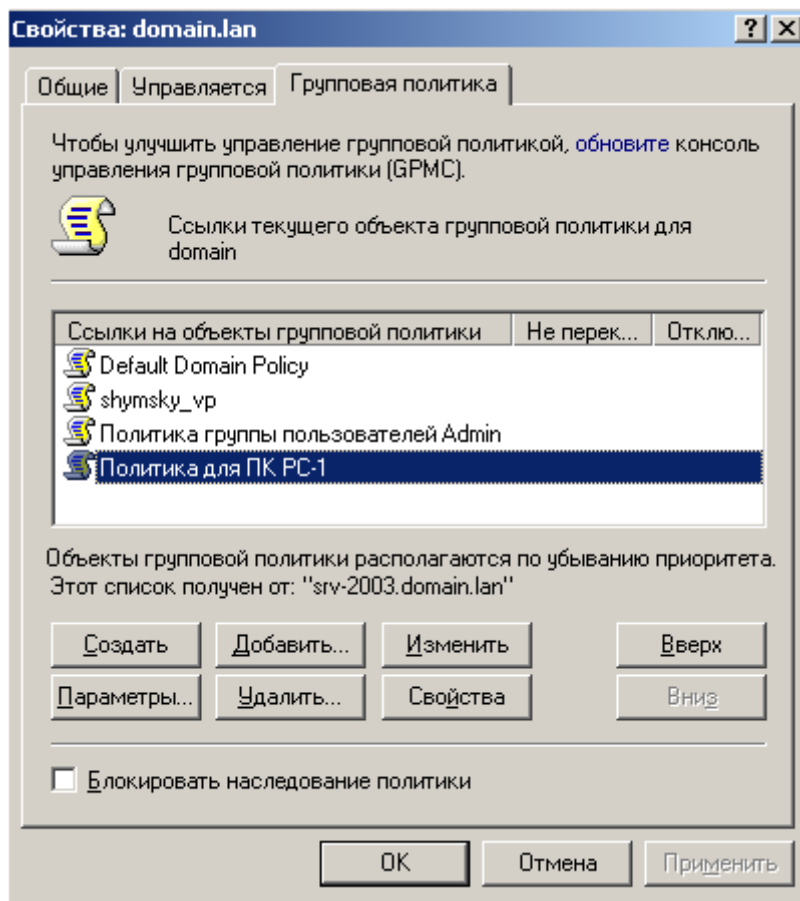 Свойства: domain.lan
Общие Управляется Групповая политика
Чтобы улучшить управление групповой политикой, обновите консоль
управления групповой политики (GPMC).
Ссылки текущего объекта групповой политики для
domain
Ссылки на объекты групповой политики Не перек... Отклю...
Default Domain Policy
shymsky_vp
Политика группы пользователей Admin
Политика для ПК PC-1
Объекты групповой политики располагаются по убыванию приоритета.
Этот список получен от: "srv-2003.domain.lan"
Создать Добавить... Изменить Вверх
Параметры... Удалить... Свойства Вниз
Блокировать наследование политики
OK Отмена Применить